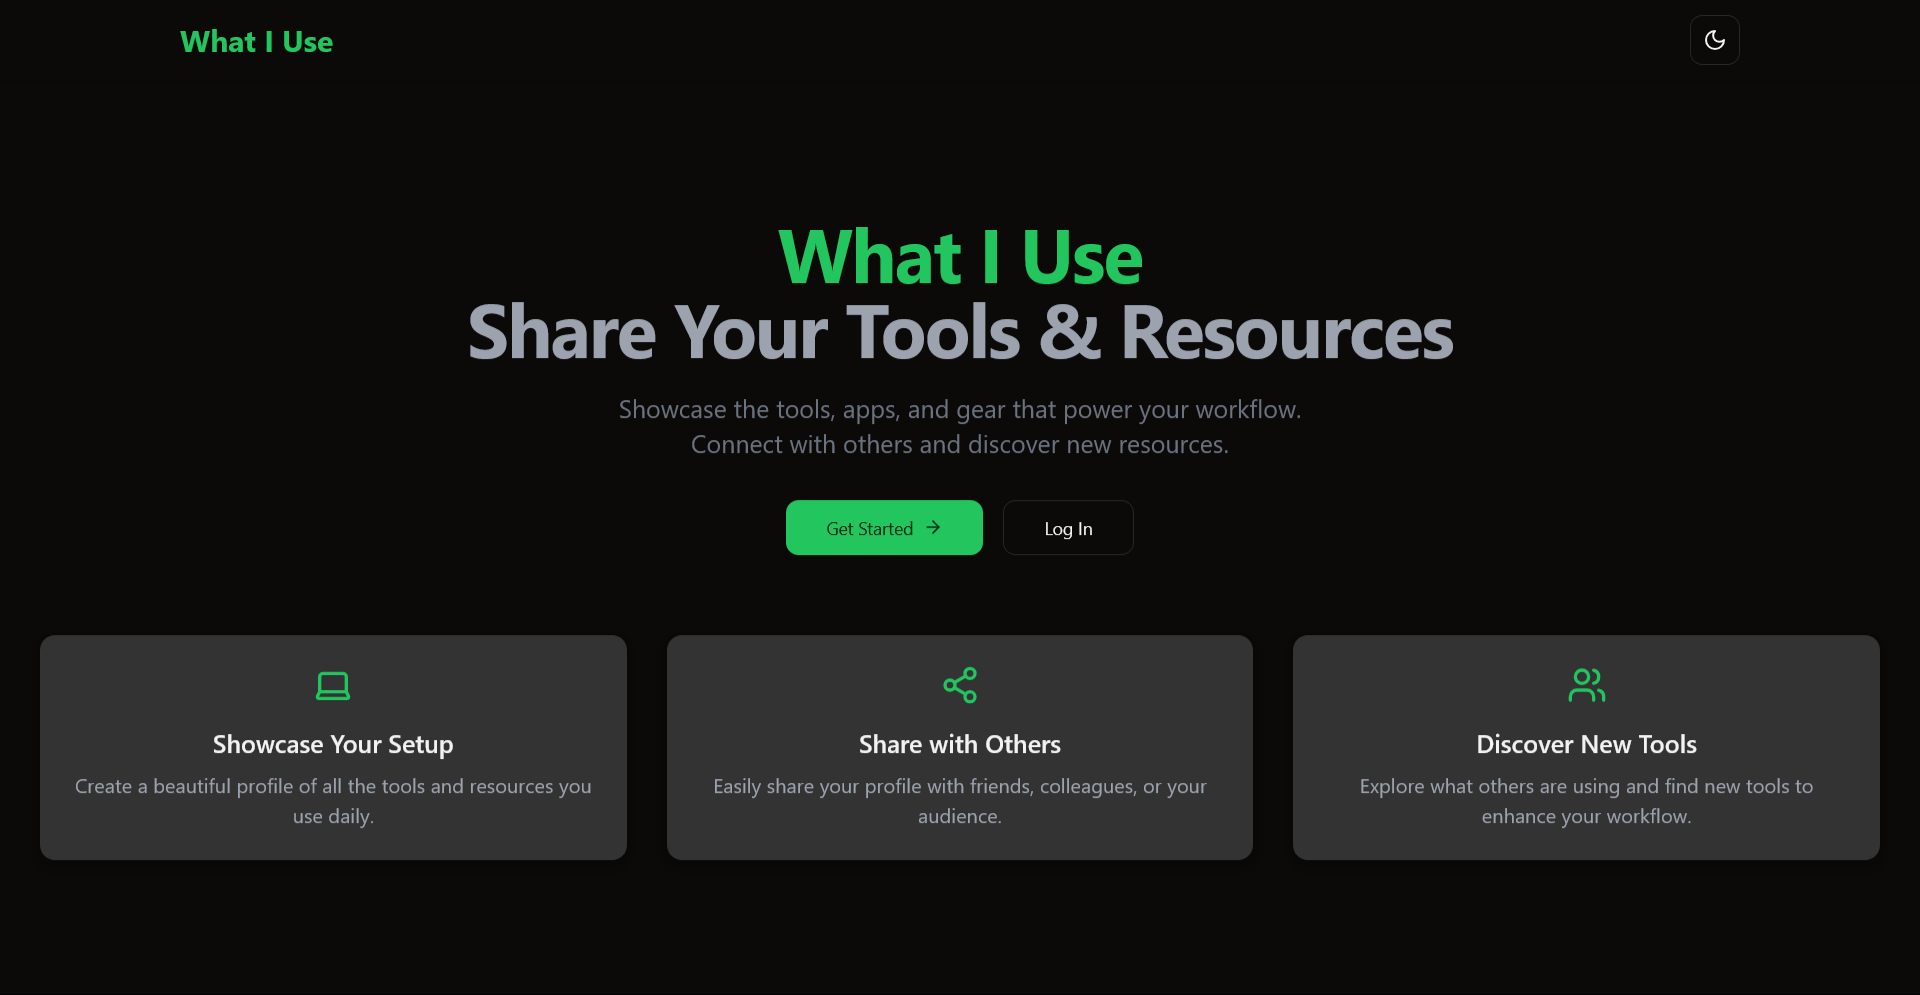 What I Use
What I Use
Share Your Tools & Resources
Showcase the tools, apps, and gear that power your workflow.
Connect with others and discover new resources.
Get Started
Log In
Showcase Your Setup
Create a beautiful profile of all the tools and resources you
use daily.
Share with Others
Easily share your profile with friends, colleagues, or your
audience.
Discover New Tools
Explore what others are using and find new tools to
enhance your workflow.